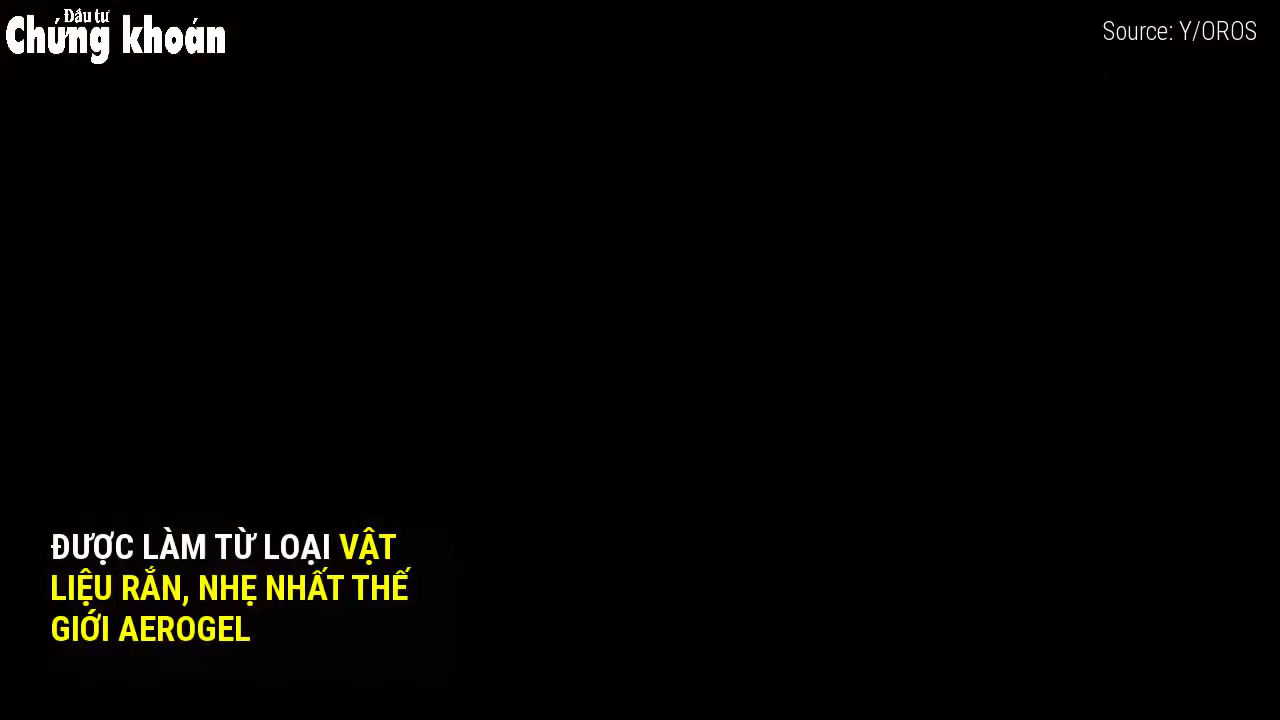 Đầu tư
Chứng khoán
Source: Y/OROS
ĐƯỢC LÀM TỪ LOẠI VẬT
LIỆU RẮN, NHẸ NHẤT THẾ
GIỚI AEROGEL